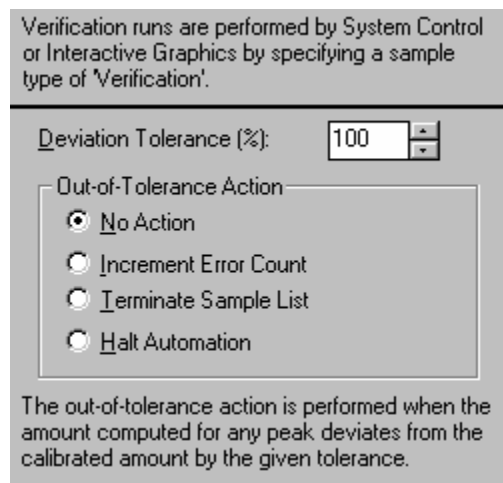 Verification runs are performed by System Control
or Interactive Graphics by specifying a sample
type of 'Verification'.
Deviation Tolerance (%): 100
Out-of-Tolerance Action
No Action
Increment Error Count
Terminate Sample List
Halt Automation
The out-of-tolerance action is performed when the
amount computed for any peak deviates from the
calibrated amount by the given tolerance.